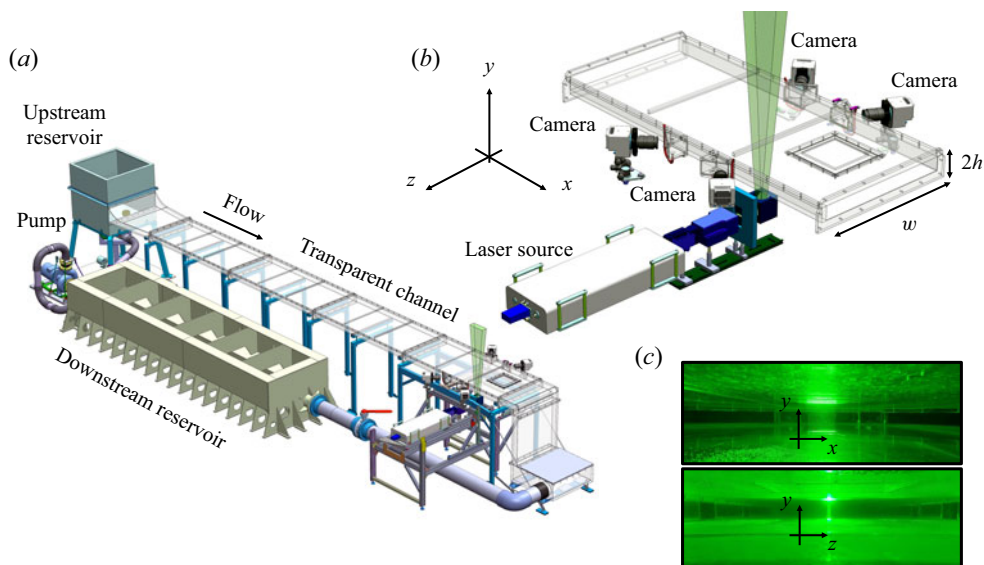 (a)
Upstream
reservoir
Pump
Flow
Transparent channel
Downstream reservoir
(b)
y
z
x
Camera
Camera
Camera
Camera
Laser source
2h
w
(c)
y
x
y
z